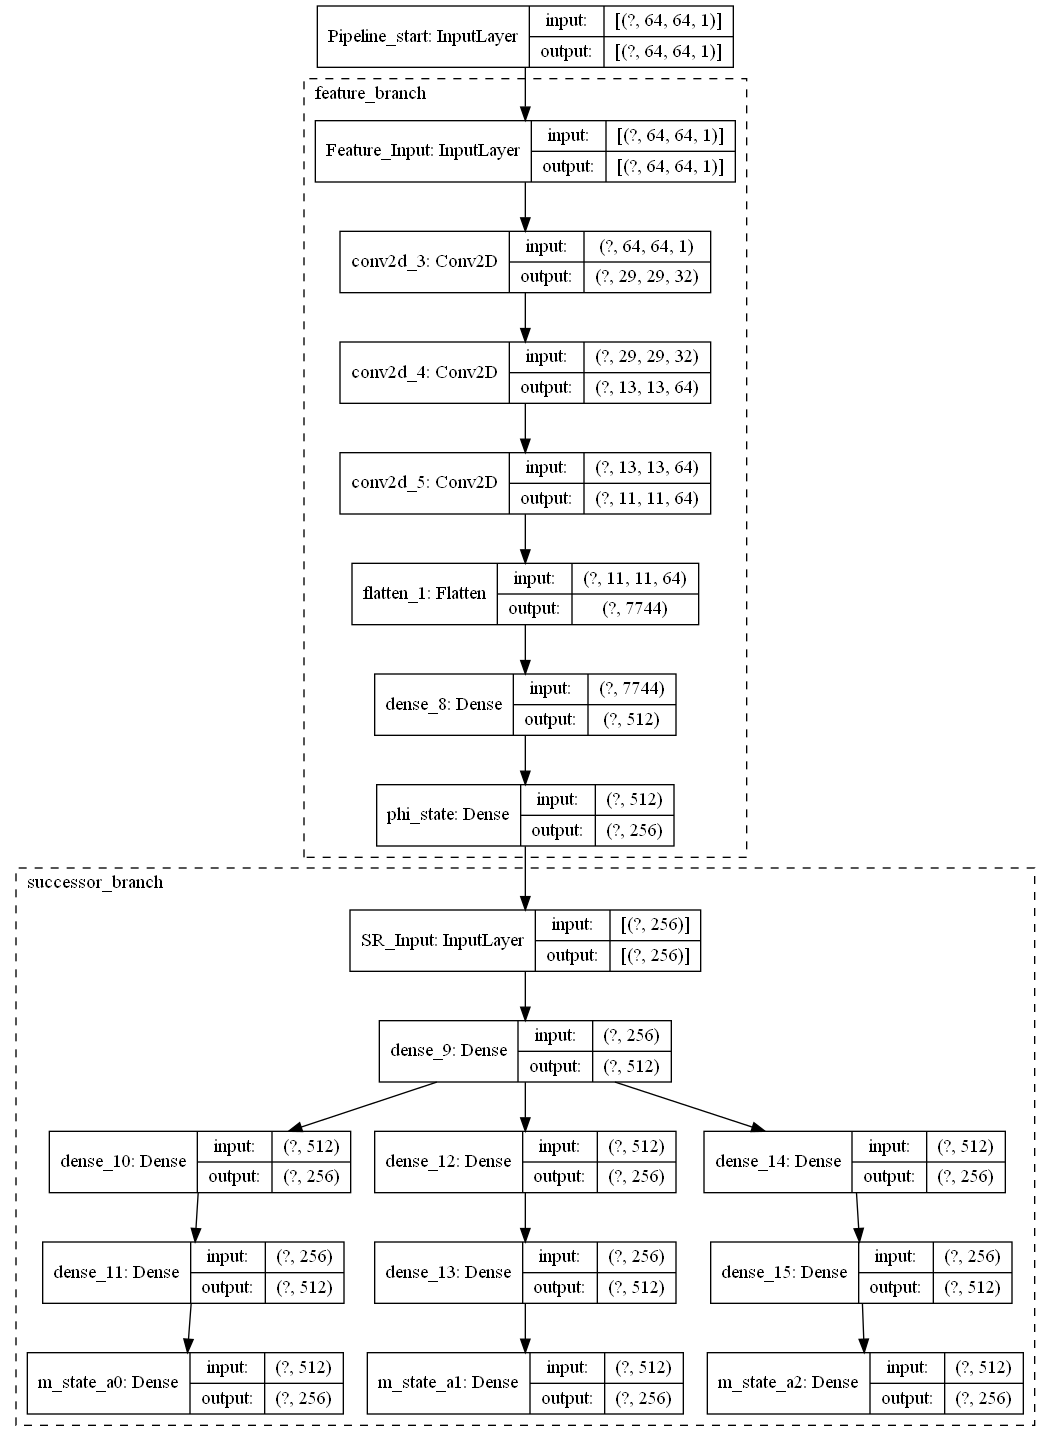 Pipeline_start: InputLayer
input: [(?, 64, 64, 1)]
output: [(?, 64, 64, 1)]
feature_branch
Feature_Input: InputLayer
input: [(?, 64, 64, 1)]
output: [(?, 64, 64, 1)]
conv2d_3: Conv2D
input: (?, 64, 64, 1)
output: (?, 29, 29, 32)
conv2d_4: Conv2D
input: (?, 29, 29, 32)
output: (?, 13, 13, 64)
conv2d_5: Conv2D
input: (?, 13, 13, 64)
output: (?, 11, 11, 64)
flatten_1: Flatten
input: (?, 11, 11, 64)
output: (?, 7744)
dense_8: Dense
input: (?, 7744)
output: (?, 512)
phi_state: Dense
input: (?, 512)
output: (?, 256)
successor_branch
SR_Input: InputLayer
input: [(?, 256)]
output: [(?, 256)]
dense_9: Dense
input: (?, 256)
output: (?, 512)
dense_10: Dense
input: (?, 512)
output: (?, 256)
dense_12: Dense
input: (?, 512)
output: (?, 256)
dense_14: Dense
input: (?, 512)
output: (?, 256)
dense_11: Dense
input: (?, 256)
output: (?, 512)
dense_13: Dense
input: (?, 256)
output: (?, 512)
dense_15: Dense
input: (?, 256)
output: (?, 512)
m_state_a0: Dense
input: (?, 512)
output: (?, 256)
m_state_a1: Dense
input: (?, 512)
output: (?, 256)
m_state_a2: Dense
input: (?, 512)
output: (?, 256)